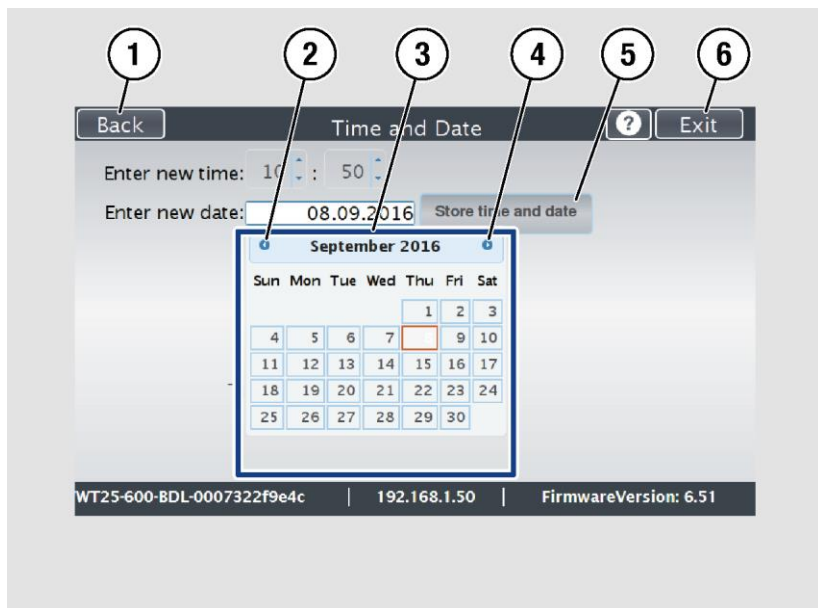 1 2 3 4 5 6
Back Time and Date ? Exit
Enter new time: 10 : 50
Enter new date: 08.09.2016 Store time and date
September 2016
Sun Mon Tue Wed Thu Fri Sat
1 2 3
4 5 6 7 8 9 10
11 12 13 14 15 16 17
18 19 20 21 22 23 24
25 26 27 28 29 30
WT25-600-BDL-0007322f9e4c | 192.168.1.50 | FirmwareVersion: 6.51